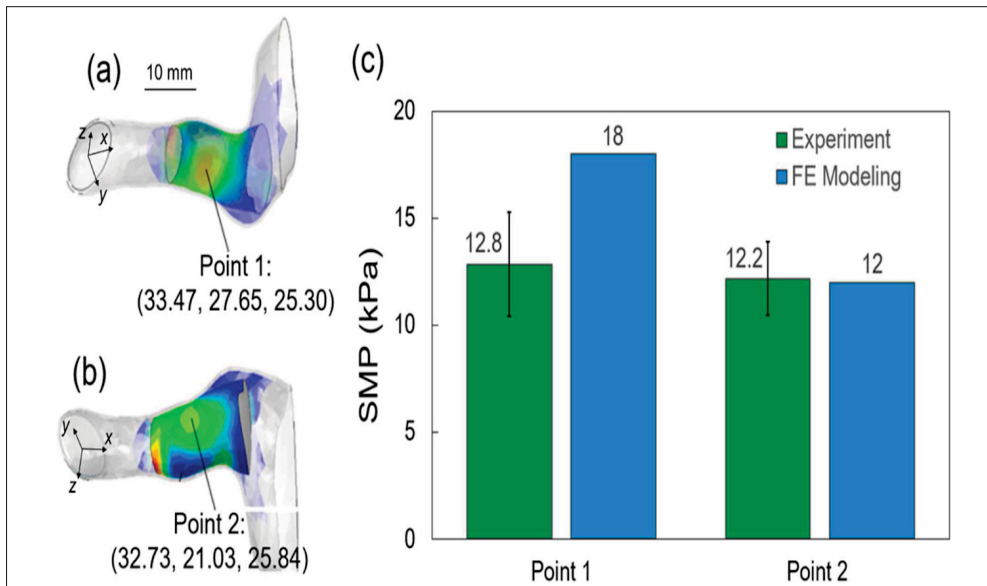 (a)
10 mm
z
x
y
Point 1:
(33.47, 27.65, 25.30)
(b)
y
x
z
Point 2:
(32.73, 21.03, 25.84)
(c)
SMP (kPa)
20
15
10
5
0
Experiment
FE Modeling
12.8
18
12.2
12
Point 1
Point 2